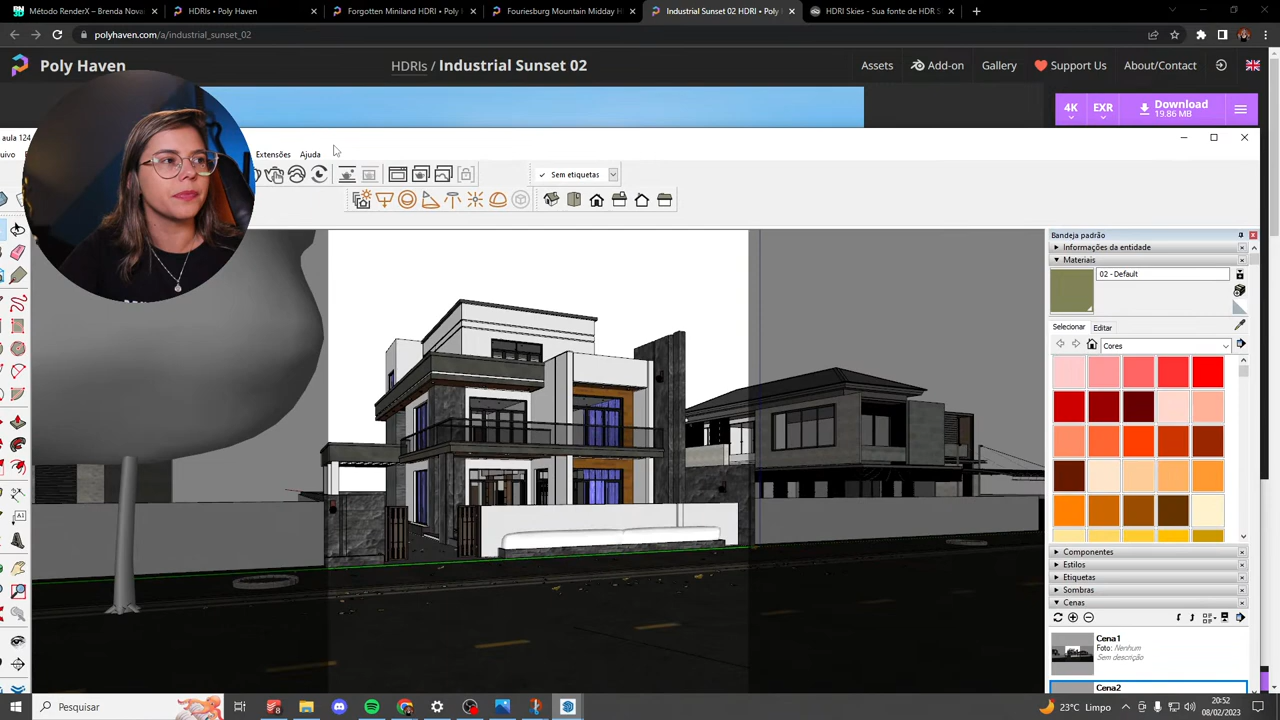 Método RenderX – Brenda Novai
HDRIs • Poly Haven
Forgotten Miniland HDRI • Poly H
Fouriesburg Mountain Midday H
Industrial Sunset 02 HDRI • Poly
HDRI Skies - Sua fonte de HDR S
polyhaven.com/a/industrial_sunset_02
Poly Haven
HDRIs / Industrial Sunset 02
Assets
Add-on
Gallery
Support Us
About/Contact
4K
EXR
Download
19.86 MB
aula 124
uivo
Extensões
Ajuda
Sem etiquetas
Bandeja padrão
Informações da entidade
Materiais
02 - Default
Selecionar
Editar
Cores
Componentes
Estilos
Etiquetas
Sombras
Cenas
Cena1
Foto: Nenhum
Sem descrição
Cena2
Pesquisar
23°C Limpo
20:52
08/02/2023